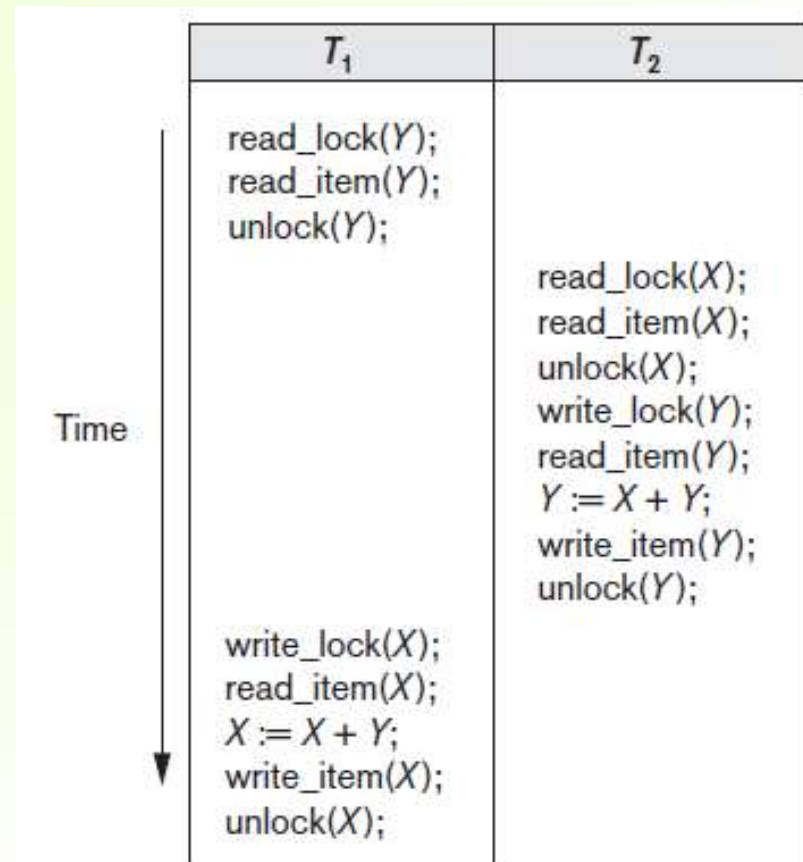 T₁ T₂
read_lock(Y);
read_item(Y);
unlock(Y);
read_lock(X);
read_item(X);
unlock(X);
Time
write_lock(Y);
read_item(Y);
Y := X + Y;
write_item(Y);
unlock(Y);
write_lock(X);
read_item(X);
X := X + Y;
write_item(X);
unlock(X);